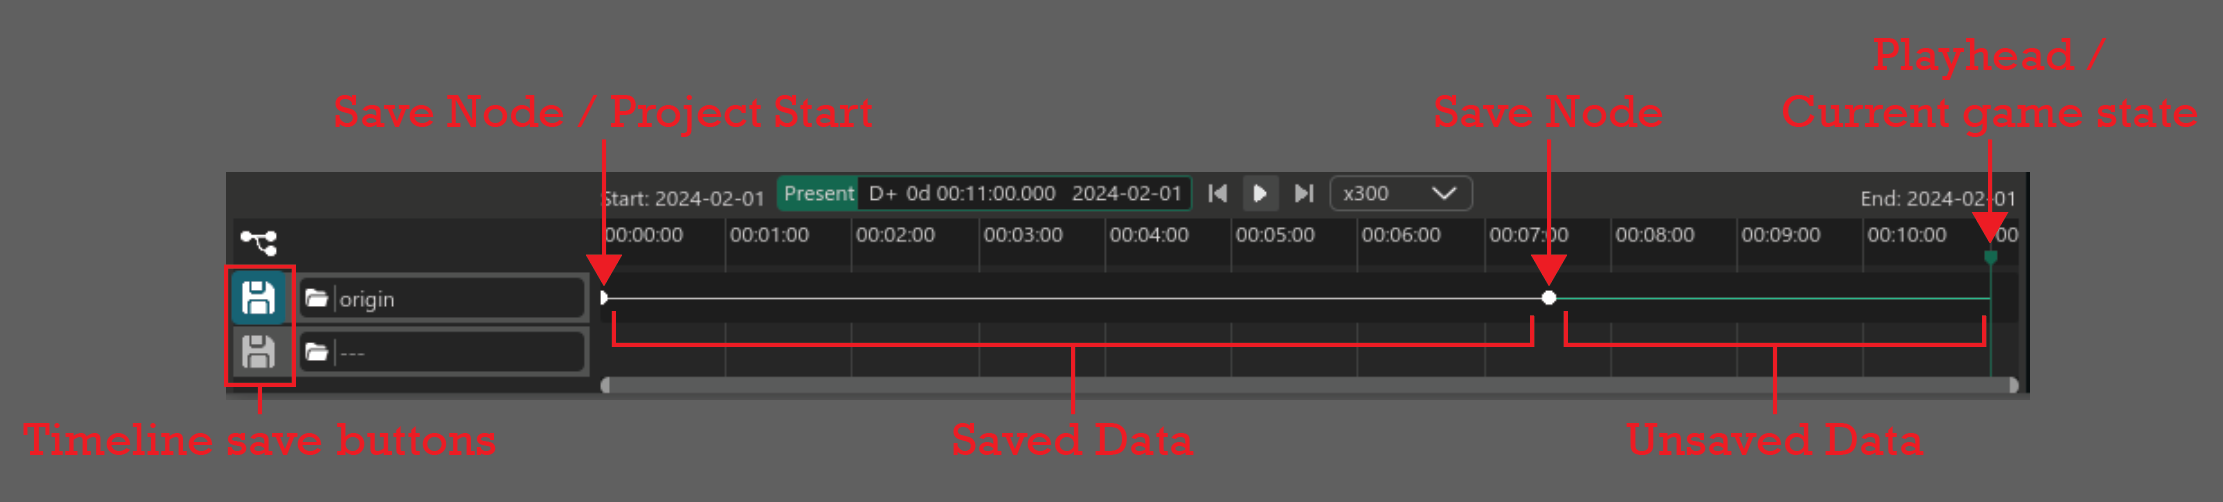 Playhead /
Save Node / Project Start
Save Node
Current game state
Start: 2024-02-01
Present D+ 0d 00:11:00.000 2024-02-01
x300
End: 2024-02-01
00:00:00 00:01:00 00:02:00 00:03:00 00:04:00 00:05:00 00:06:00 00:07:00 00:08:00 00:09:00 00:10:00 00
origin
---
Timeline save buttons
Saved Data
Unsaved Data